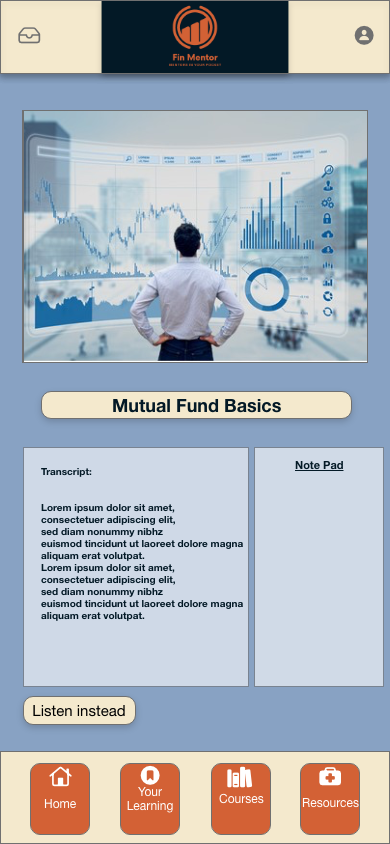 Fin Mentor
MENTORS IN YOUR POCKET
Mutual Fund Basics
Transcript:
Lorem ipsum dolor sit amet,
consectetuer adipiscing elit,
sed diam nonummy nibhz
euismod tincidunt ut laoreet dolore magna
aliquam erat volutpat.
Lorem ipsum dolor sit amet,
consectetuer adipiscing elit,
sed diam nonummy nibhz
euismod tincidunt ut laoreet dolore magna
aliquam erat volutpat.
Note Pad
Listen instead
Home
Your
Learning
Courses
Resources